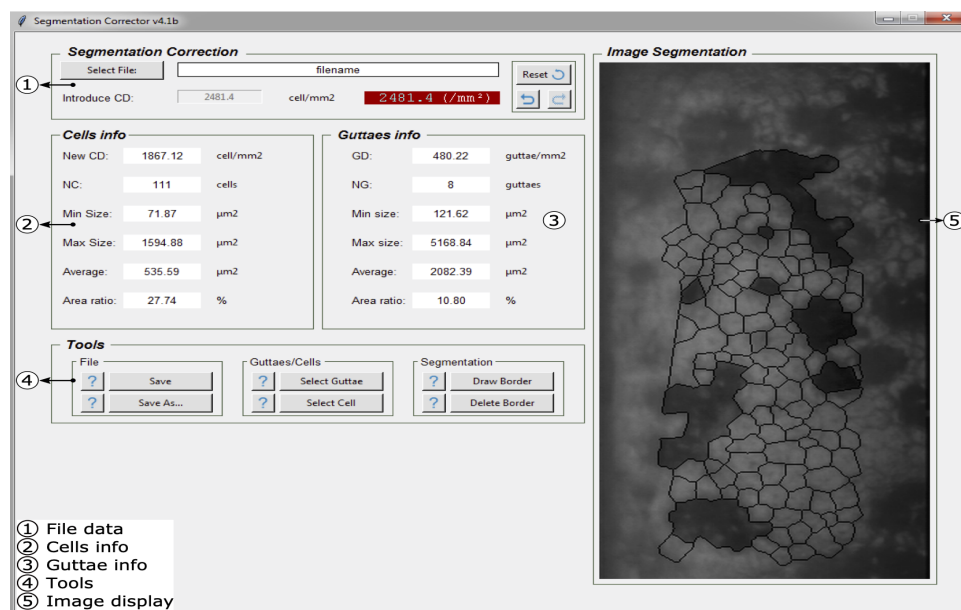 Segmentation Corrector v4.1b
Segmentation Correction
Select File:
filename
Reset
① Introduce CD:
2481.4
cell/mm2
2481.4 (/mm²)
Cells info
New CD: 1867.12 cell/mm2
NC: 111 cells
② Min Size: 71.87 µm2
Max Size: 1594.88 µm2
Average: 535.59 µm2
Area ratio: 27.74 %
Guttaes info
GD: 480.22 guttae/mm2
NG: 8 guttaes
Min size: 121.62 µm2 ③
Max size: 5168.84 µm2
Average: 2082.39 µm2
Area ratio: 10.80 %
Tools
④
File
? Save
? Save As...
Guttaes/Cells
? Select Guttae
? Select Cell
Segmentation
? Draw Border
? Delete Border
Image Segmentation
⑤
① File data
② Cells info
③ Guttae info
④ Tools
⑤ Image display